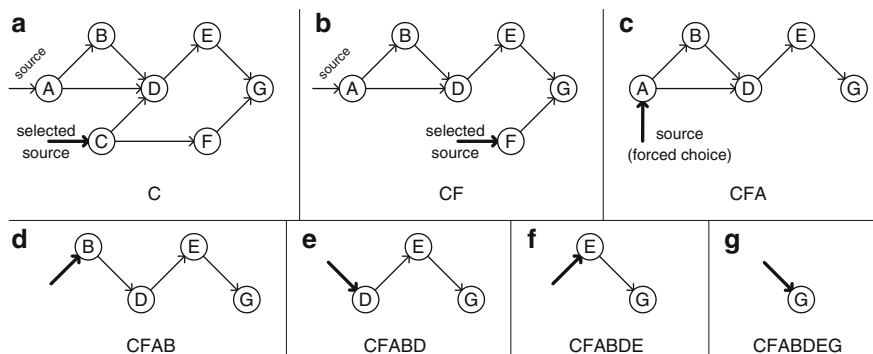 a
B
E
source
A
D
G
selected
source
C
F
C
b
B
E
source
A
D
G
selected
source
F
CF
c
B
E
A
D
G
source
(forced choice)
CFA
d
B
E
D
G
CFAB
e
E
D
G
CFABD
f
E
G
CFABDE
g
G
CFABDEG